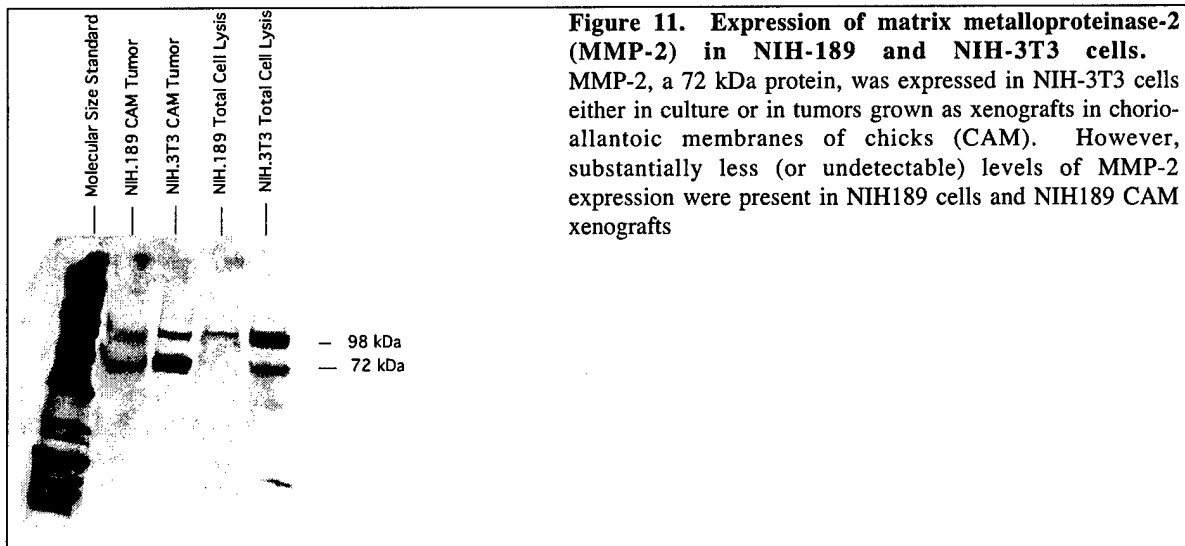 Molecular Size Standard
NIH.189 CAM Tumor
NIH.3T3 CAM Tumor
NIH.189 Total Cell Lysis
NIH.3T3 Total Cell Lysis
98 kDa
72 kDa
Figure 11. Expression of matrix metalloproteinase-2
(MMP-2) in NIH-189 and NIH-3T3 cells.
MMP-2, a 72 kDa protein, was expressed in NIH-3T3 cells
either in culture or in tumors grown as xenografts in chorio-
allantoic membranes of chicks (CAM). However,
substantially less (or undetectable) levels of MMP-2
expression were present in NIH189 cells and NIH189 CAM
xenografts